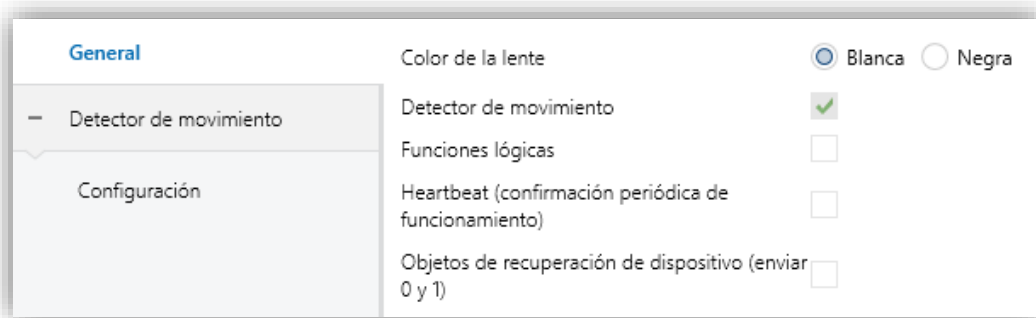 General
Detector de movimiento
Configuración
Color de la lente
Blanca
Negra
Detector de movimiento
Funciones lógicas
Heartbeat (confirmación periódica de
funcionamiento)
Objetos de recuperación de dispositivo (enviar
0 y 1)